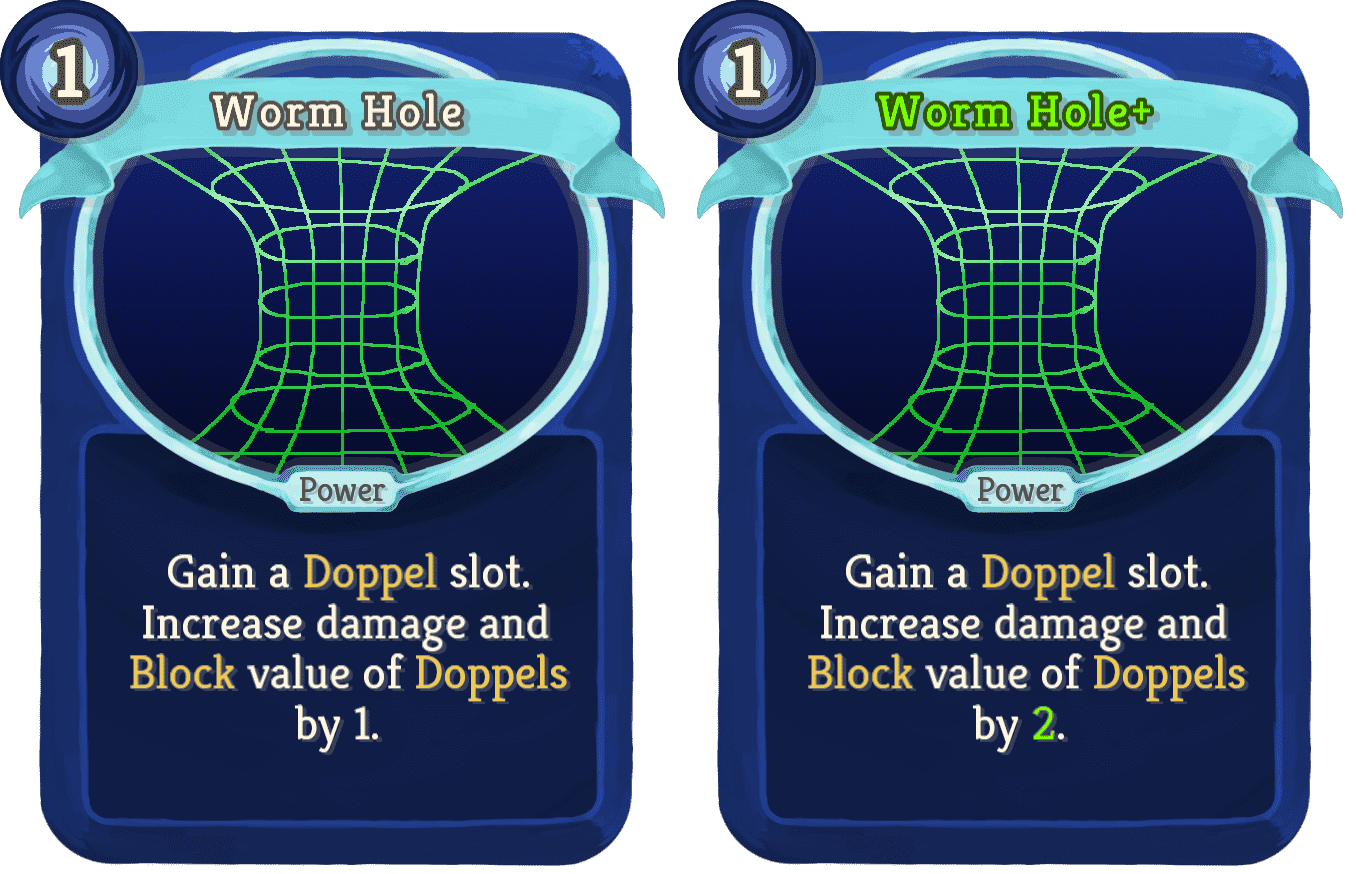 1
Worm Hole
Power
Gain a Doppel slot.
Increase damage and
Block value of Doppels
by 1.
1
Worm Hole+
Power
Gain a Doppel slot.
Increase damage and
Block value of Doppels
by 2.